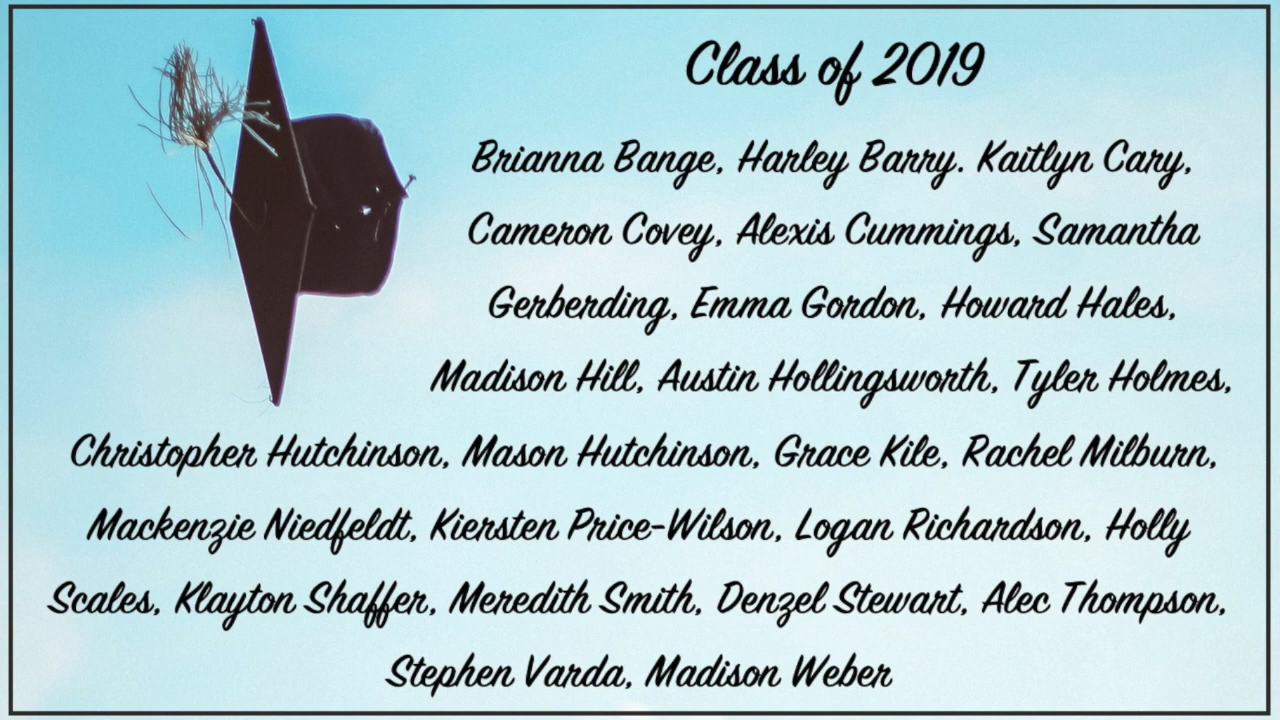 Class of 2019
Brianna Bange, Harley Barry. Kaitlyn Cary,
Cameron Covey, Alexis Cummings, Samantha
Gerberding, Emma Gordon, Howard Hales,
Madison Hill, Austin Hollingsworth, Tyler Holmes,
Christopher Hutchinson, Mason Hutchinson, Grace Kile, Rachel Milburn,
Mackenzie Niedfeldt, Kiersten Price-Wilson, Logan Richardson, Holly
Scales, Klayton Shaffer, Meredith Smith, Denzel Stewart, Alec Thompson,
Stephen Varda, Madison Weber